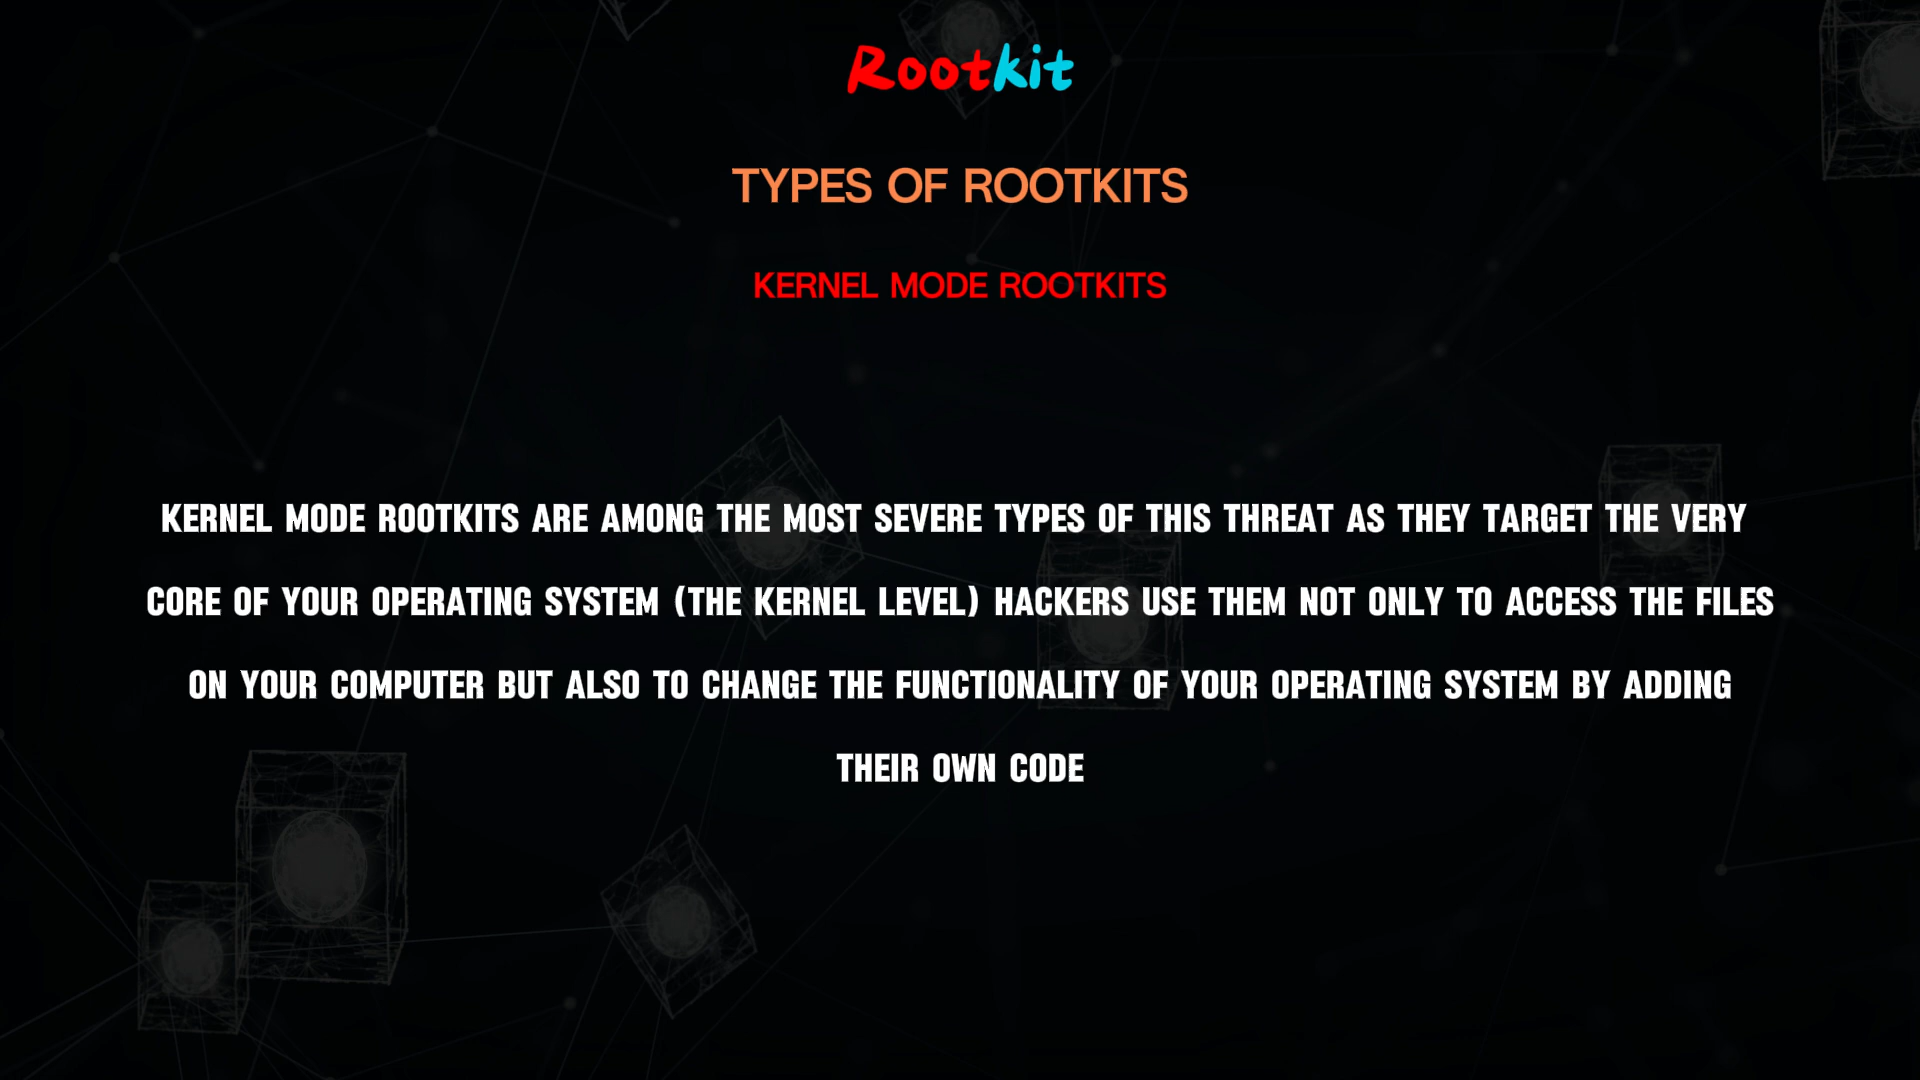 Rootkit
TYPES OF ROOTKITS
KERNEL MODE ROOTKITS
KERNEL MODE ROOTKITS ARE AMONG THE MOST SEVERE TYPES OF THIS THREAT AS THEY TARGET THE VERY
CORE OF YOUR OPERATING SYSTEM (THE KERNEL LEVEL) HACKERS USE THEM NOT ONLY TO ACCESS THE FILES
ON YOUR COMPUTER BUT ALSO TO CHANGE THE FUNCTIONALITY OF YOUR OPERATING SYSTEM BY ADDING
THEIR OWN CODE